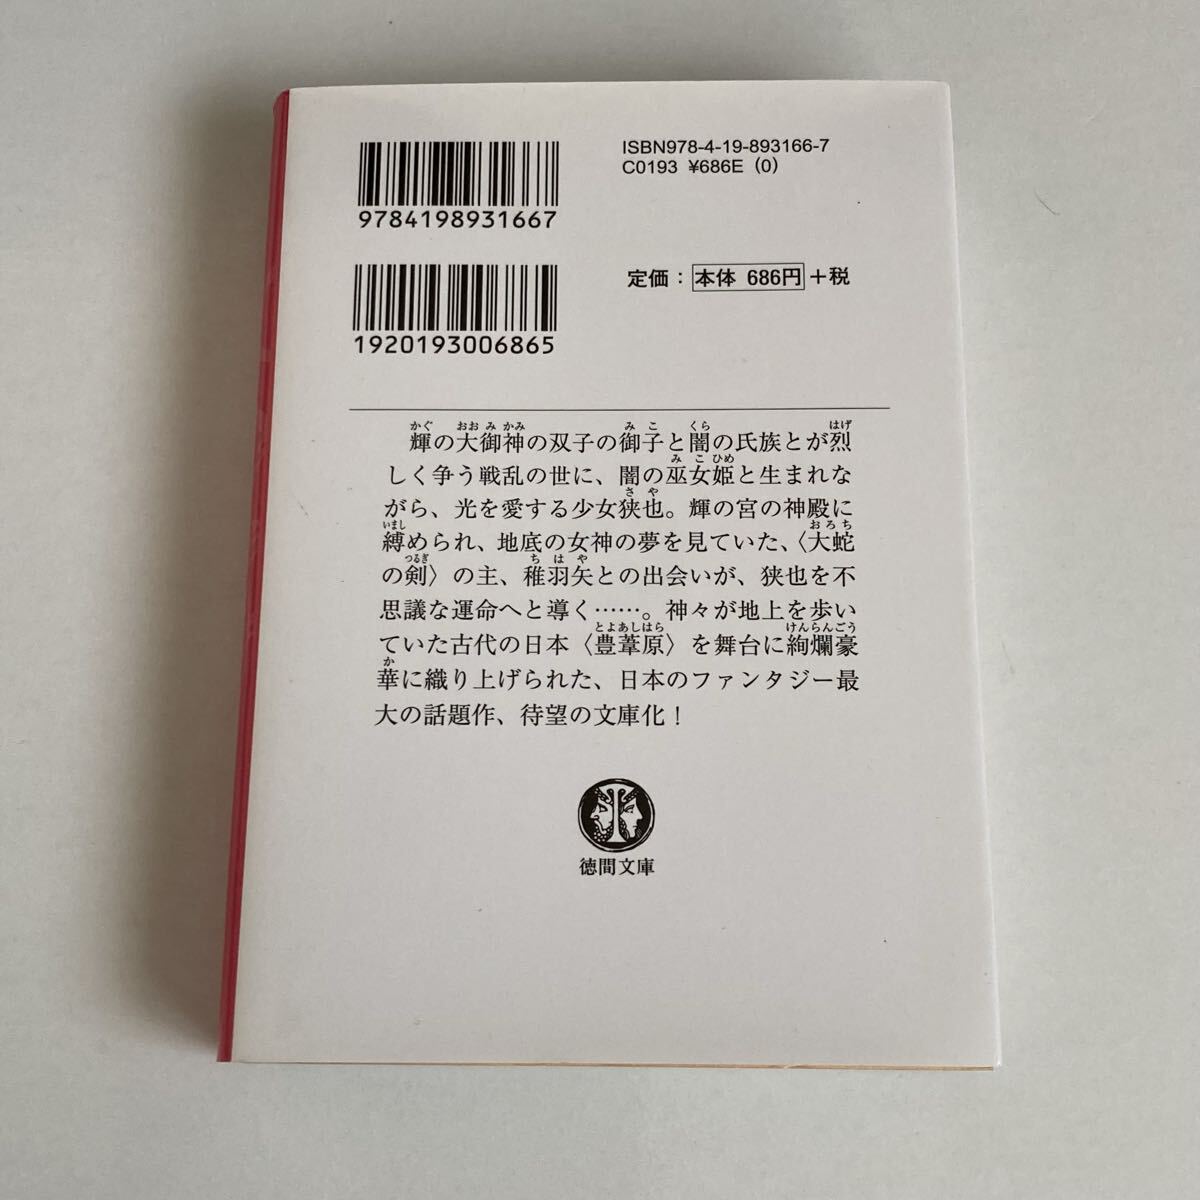 ISBN978-4-19-893166-7
C0193 ¥686E (0)
9784198931667
定価：本体 686円＋税
1920193006865
輝の大御神の双子の御子と闇の氏族とが烈
しく争う戦乱の世に、闇の巫女姫と生まれな
がら、光を愛する少女狭也。輝の宮の神殿に
縛められ、地底の女神の夢を見ていた、〈大蛇
の剣〉の主、稚羽矢との出会いが、狭也を不
思議な運命へと導く……。神々が地上を歩い
ていた古代の日本〈豊葦原〉を舞台に絢爛豪
華に織り上げられた、日本のファンタジー最
大の話題作、待望の文庫化！
徳間文庫